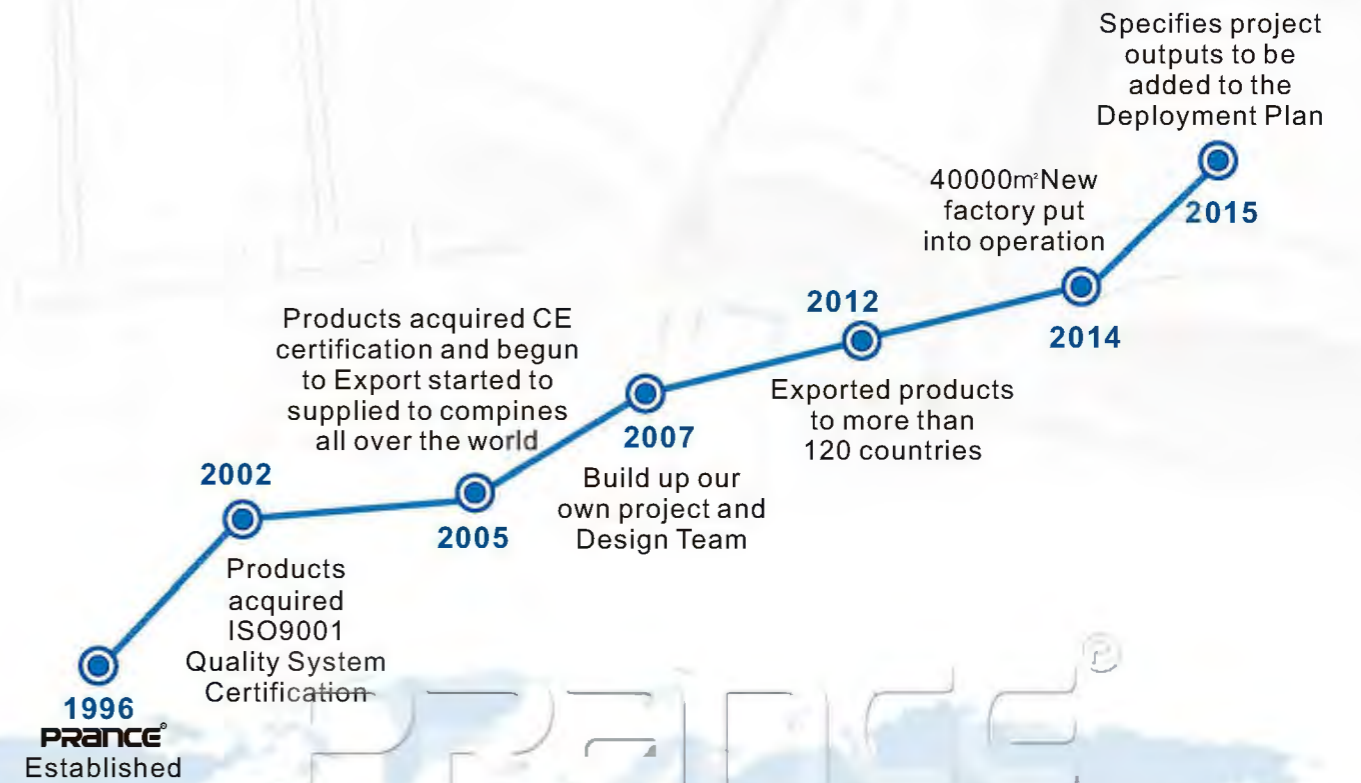 1996
PRANCE®
Established
2002
Products
acquired
ISO9001
Quality System
Certification
Products acquired CE
certification and begun
to Export started to
supplied to compines
all over the world
2005
2007
Build up our
own project and
Design Team
2012
Exported products
to more than
120 countries
40000m²New
factory put
into operation
2014
Specifies project
outputs to be
added to the
Deployment Plan
2015
PRANCE®